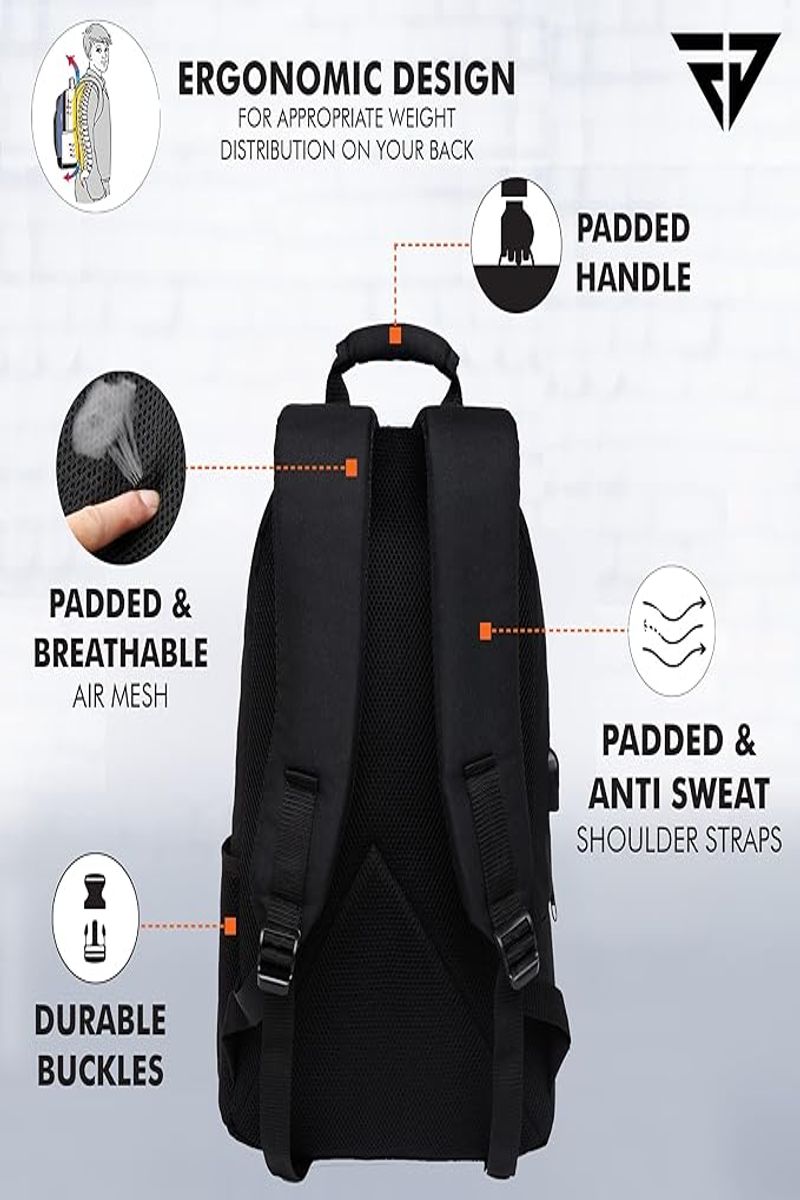 ERGONOMIC DESIGN
FOR APPROPRIATE WEIGHT
DISTRIBUTION ON YOUR BACK
PADDED
HANDLE
PADDED &
BREATHABLE
AIR MESH
PADDED &
ANTI SWEAT
SHOULDER STRAPS
DURABLE
BUCKLES